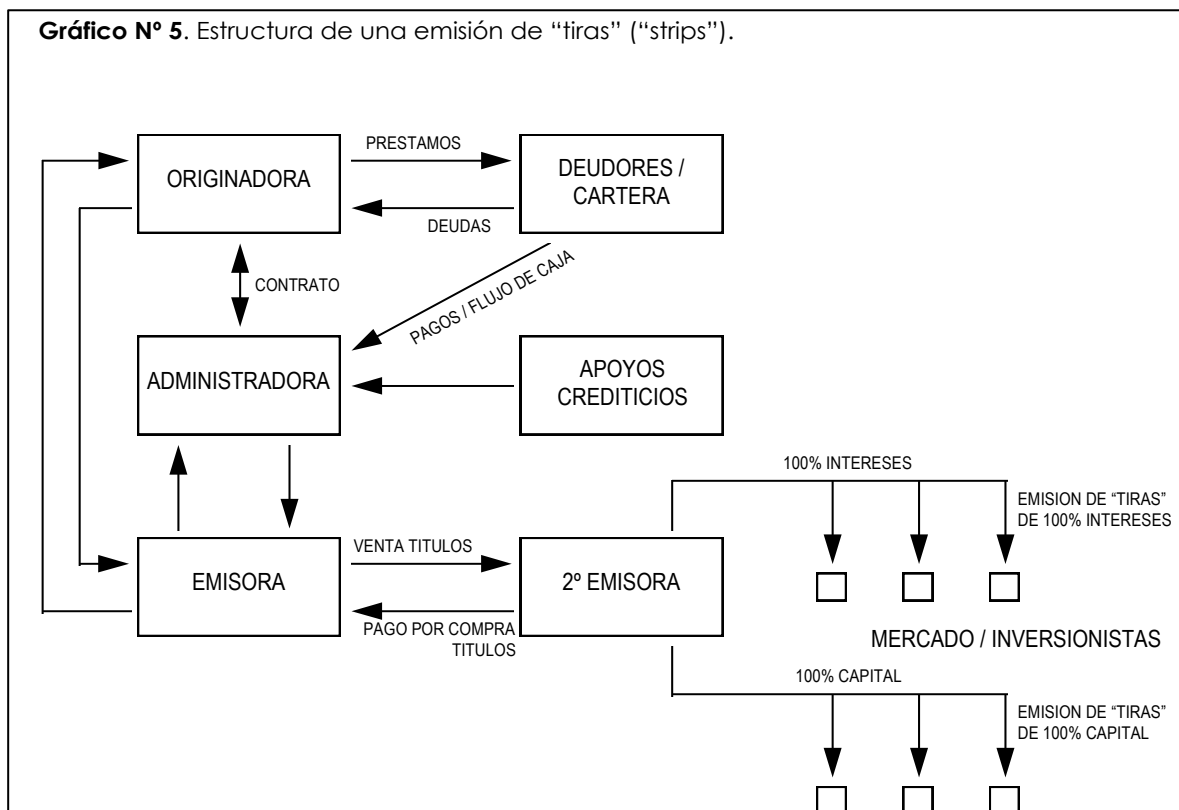 Gráfico Nº 5. Estructura de una emisión de “tiras” (“strips”).
PRESTAMOS
ORIGINADORA
DEUDORES /
CARTERA
DEUDAS
CONTRATO
PAGOS / FLUJO DE CAJA
ADMINISTRADORA
APOYOS
CREDITICIOS
100% INTERESES
EMISION DE “TIRAS”
DE 100% INTERESES
VENTA TITULOS
EMISORA
2º EMISORA
PAGO POR COMPRA
TITULOS
MERCADO / INVERSIONISTAS
100% CAPITAL
EMISION DE “TIRAS”
DE 100% CAPITAL